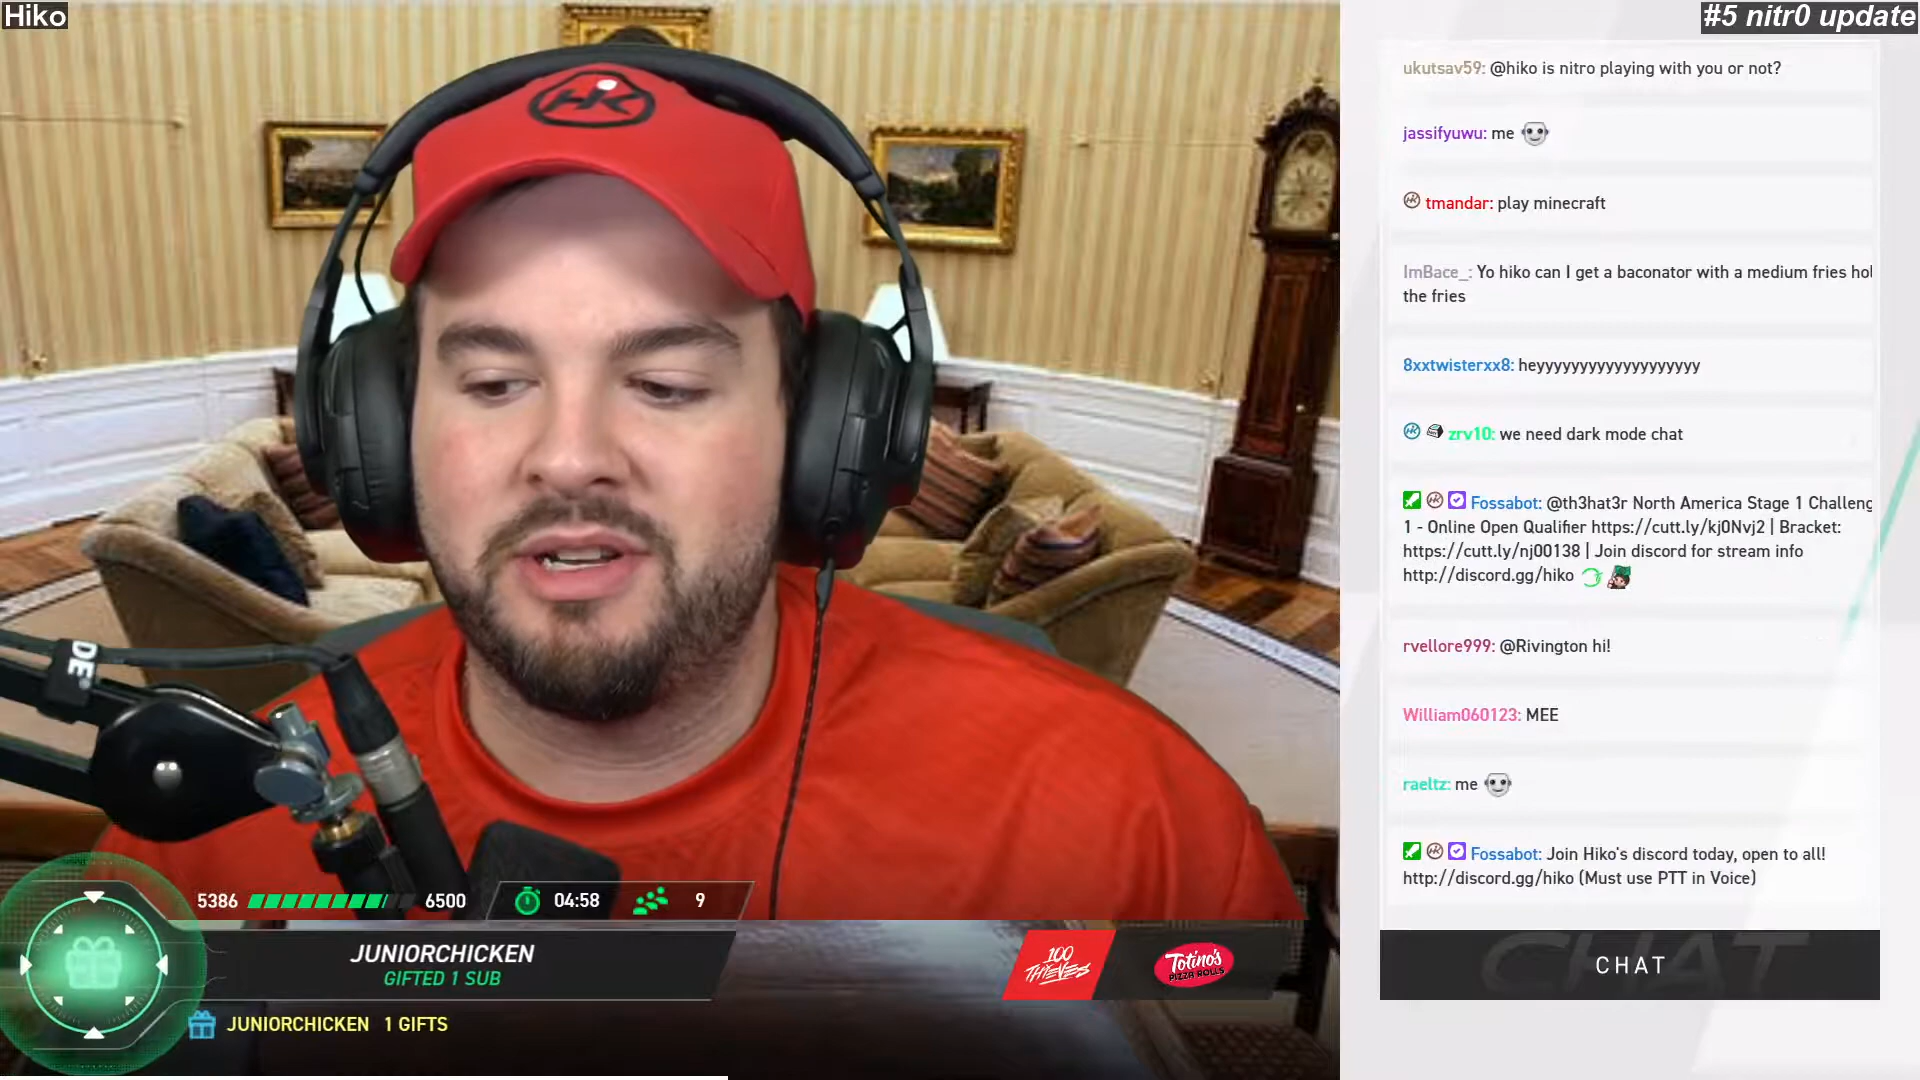 Hiko
#5 nitr0 update
ukutsav59: @hiko is nitro playing with you or not?
jassifyuwu: me
tmandar: play minecraft
ImBace_: Yo hiko can I get a baconator with a medium fries hol
the fries
8xxtwisterxx8: heyyyyyyyyyyyyyyyyyyy
zrv10: we need dark mode chat
Fossabot: @th3hat3r North America Stage 1 Challeng
1 - Online Open Qualifier https://cutt.ly/kj0Nvj2 | Bracket:
https://cutt.ly/nj00138 | Join discord for stream info
http://discord.gg/hiko
rvellore999: @Rivington hi!
William060123: MEE
raeltz: me
Fossabot: Join Hiko's discord today, open to all!
http://discord.gg/hiko (Must use PTT in Voice)
CHAT
CHAT
HK
DE®
5386 6500 04:58 9
JUNIORCHICKEN
GIFTED 1 SUB
JUNIORCHICKEN 1 GIFTS
100
THIEVES
Totino's
PIZZA ROLLS